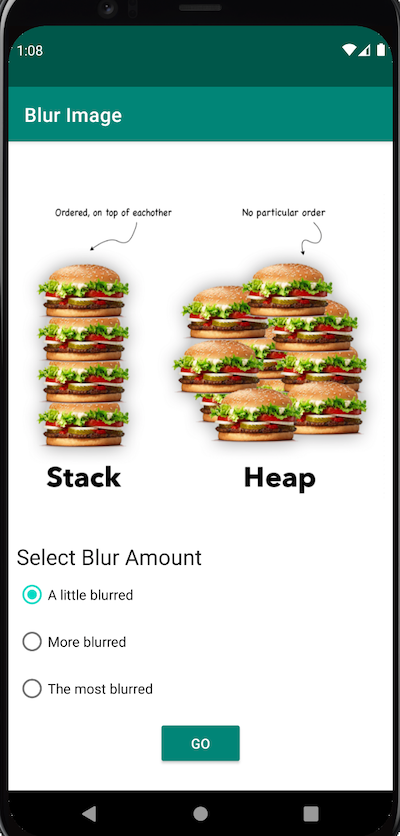 1:08
Blur Image
Ordered, on top of eachother
No particular order
Stack
Heap
Select Blur Amount
A little blurred
More blurred
The most blurred
GO